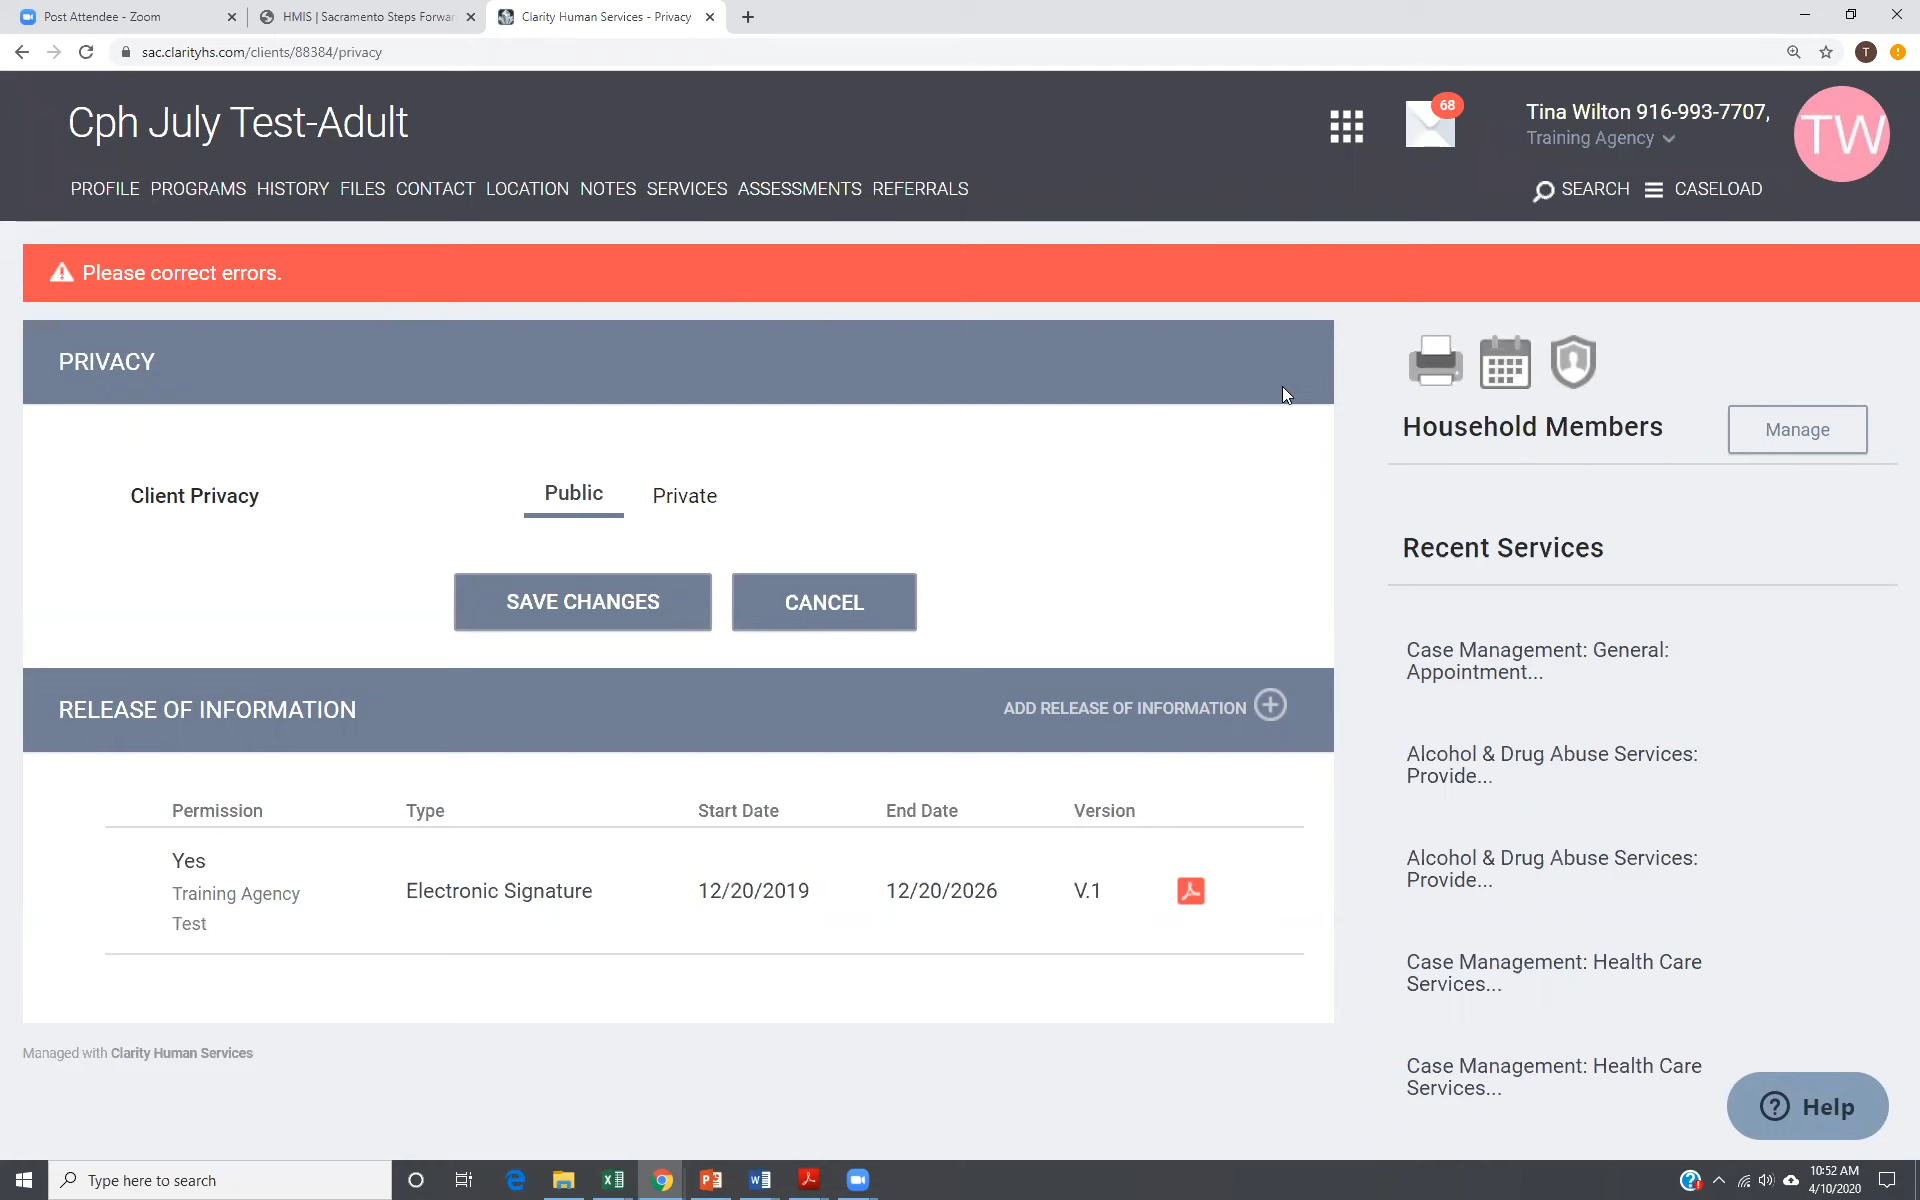 Post Attendee - Zoom
HMIS | Sacramento Steps Forwar
Clarity Human Services - Privacy
sac.clarityhs.com/clients/88384/privacy
T
Cph July Test-Adult
68
Tina Wilton 916-993-7707,
Training Agency
TW
PROFILE PROGRAMS HISTORY FILES CONTACT LOCATION NOTES SERVICES ASSESSMENTS REFERRALS
SEARCH CASELOAD
Please correct errors.
PRIVACY
Client Privacy Public Private
SAVE CHANGES CANCEL
RELEASE OF INFORMATION ADD RELEASE OF INFORMATION
Permission Type Start Date End Date Version
Yes
Training Agency
Test
Electronic Signature 12/20/2019 12/20/2026 V.1
Managed with Clarity Human Services
Household Members Manage
Recent Services
Case Management: General:
Appointment...
Alcohol & Drug Abuse Services:
Provide...
Alcohol & Drug Abuse Services:
Provide...
Case Management: Health Care
Services...
Case Management: Health Care
Services...
? Help
Type here to search
10:52 AM
4/10/2020